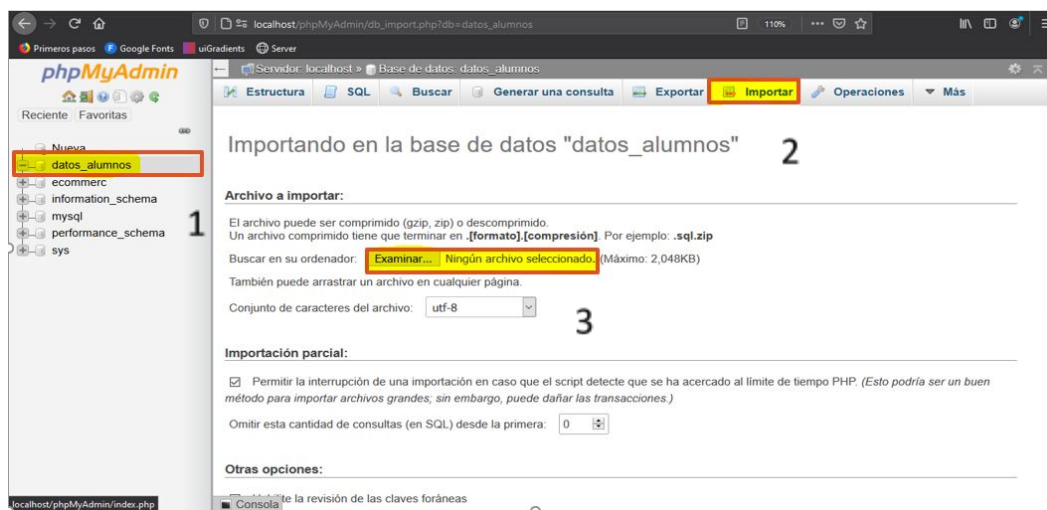 localhost/phpMyAdmin/db_import.php?db=datos_alumnos
110%
Primeros pasos Google Fonts uiGradients Server
phpMyAdmin
Reciente Favoritas
Nueva
datos_alumnos
ecommerc
information_schema
mysql
performance_schema
sys
1
Servidor: localhost » Base de datos: datos_alumnos
Estructura SQL Buscar Generar una consulta Exportar Importar Operaciones Más
Importando en la base de datos "datos_alumnos"
2
Archivo a importar:
El archivo puede ser comprimido (gzip, zip) o descomprimido.
Un archivo comprimido tiene que terminar en .[formato].[compresión]. Por ejemplo: .sql.zip
Buscar en su ordenador: Examinar... Ningún archivo seleccionado. (Máximo: 2,048KB)
También puede arrastrar un archivo en cualquier página.
Conjunto de caracteres del archivo: utf-8
3
Importación parcial:
Permitir la interrupción de una importación en caso que el script detecte que se ha acercado al límite de tiempo PHP. (Esto podría ser un buen
método para importar archivos grandes; sin embargo, puede dañar las transacciones.)
Omitir esta cantidad de consultas (en SQL) desde la primera: 0
Otras opciones:
la revisión de las claves foráneas
Consola
localhost/phpMyAdmin/index.php